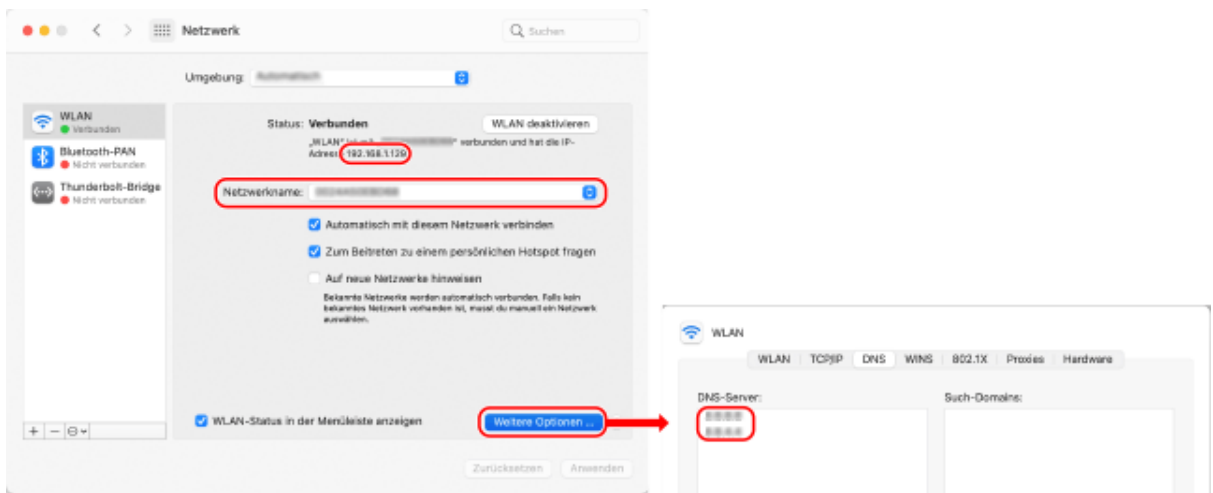 Netzwerk
Suchen
Umgebung:
WLAN
Verbunden
Bluetooth-PAN
Nicht verbunden
Thunderbolt-Bridge
Nicht verbunden
Status: Verbunden
WLAN deaktivieren
„WLAN“ " verbunden und hat die IP-
Adress 192.168.1.129
Netzwerkname:
Automatisch mit diesem Netzwerk verbinden
Zum Beitreten zu einem persönlichen Hotspot fragen
Auf neue Netzwerke hinweisen
Bekannte Netzwerke werden automatisch verbunden. Falls kein
bekanntes Netzwerk vorhanden ist, musst du manuell ein Netzwerk
auswählen.
WLAN-Status in der Menüleiste anzeigen
Weitere Optionen ...
Zurücksetzen
Anwenden
WLAN
WLAN TCP/IP DNS WINS 802.1X Proxies Hardware
DNS-Server:
Such-Domains: